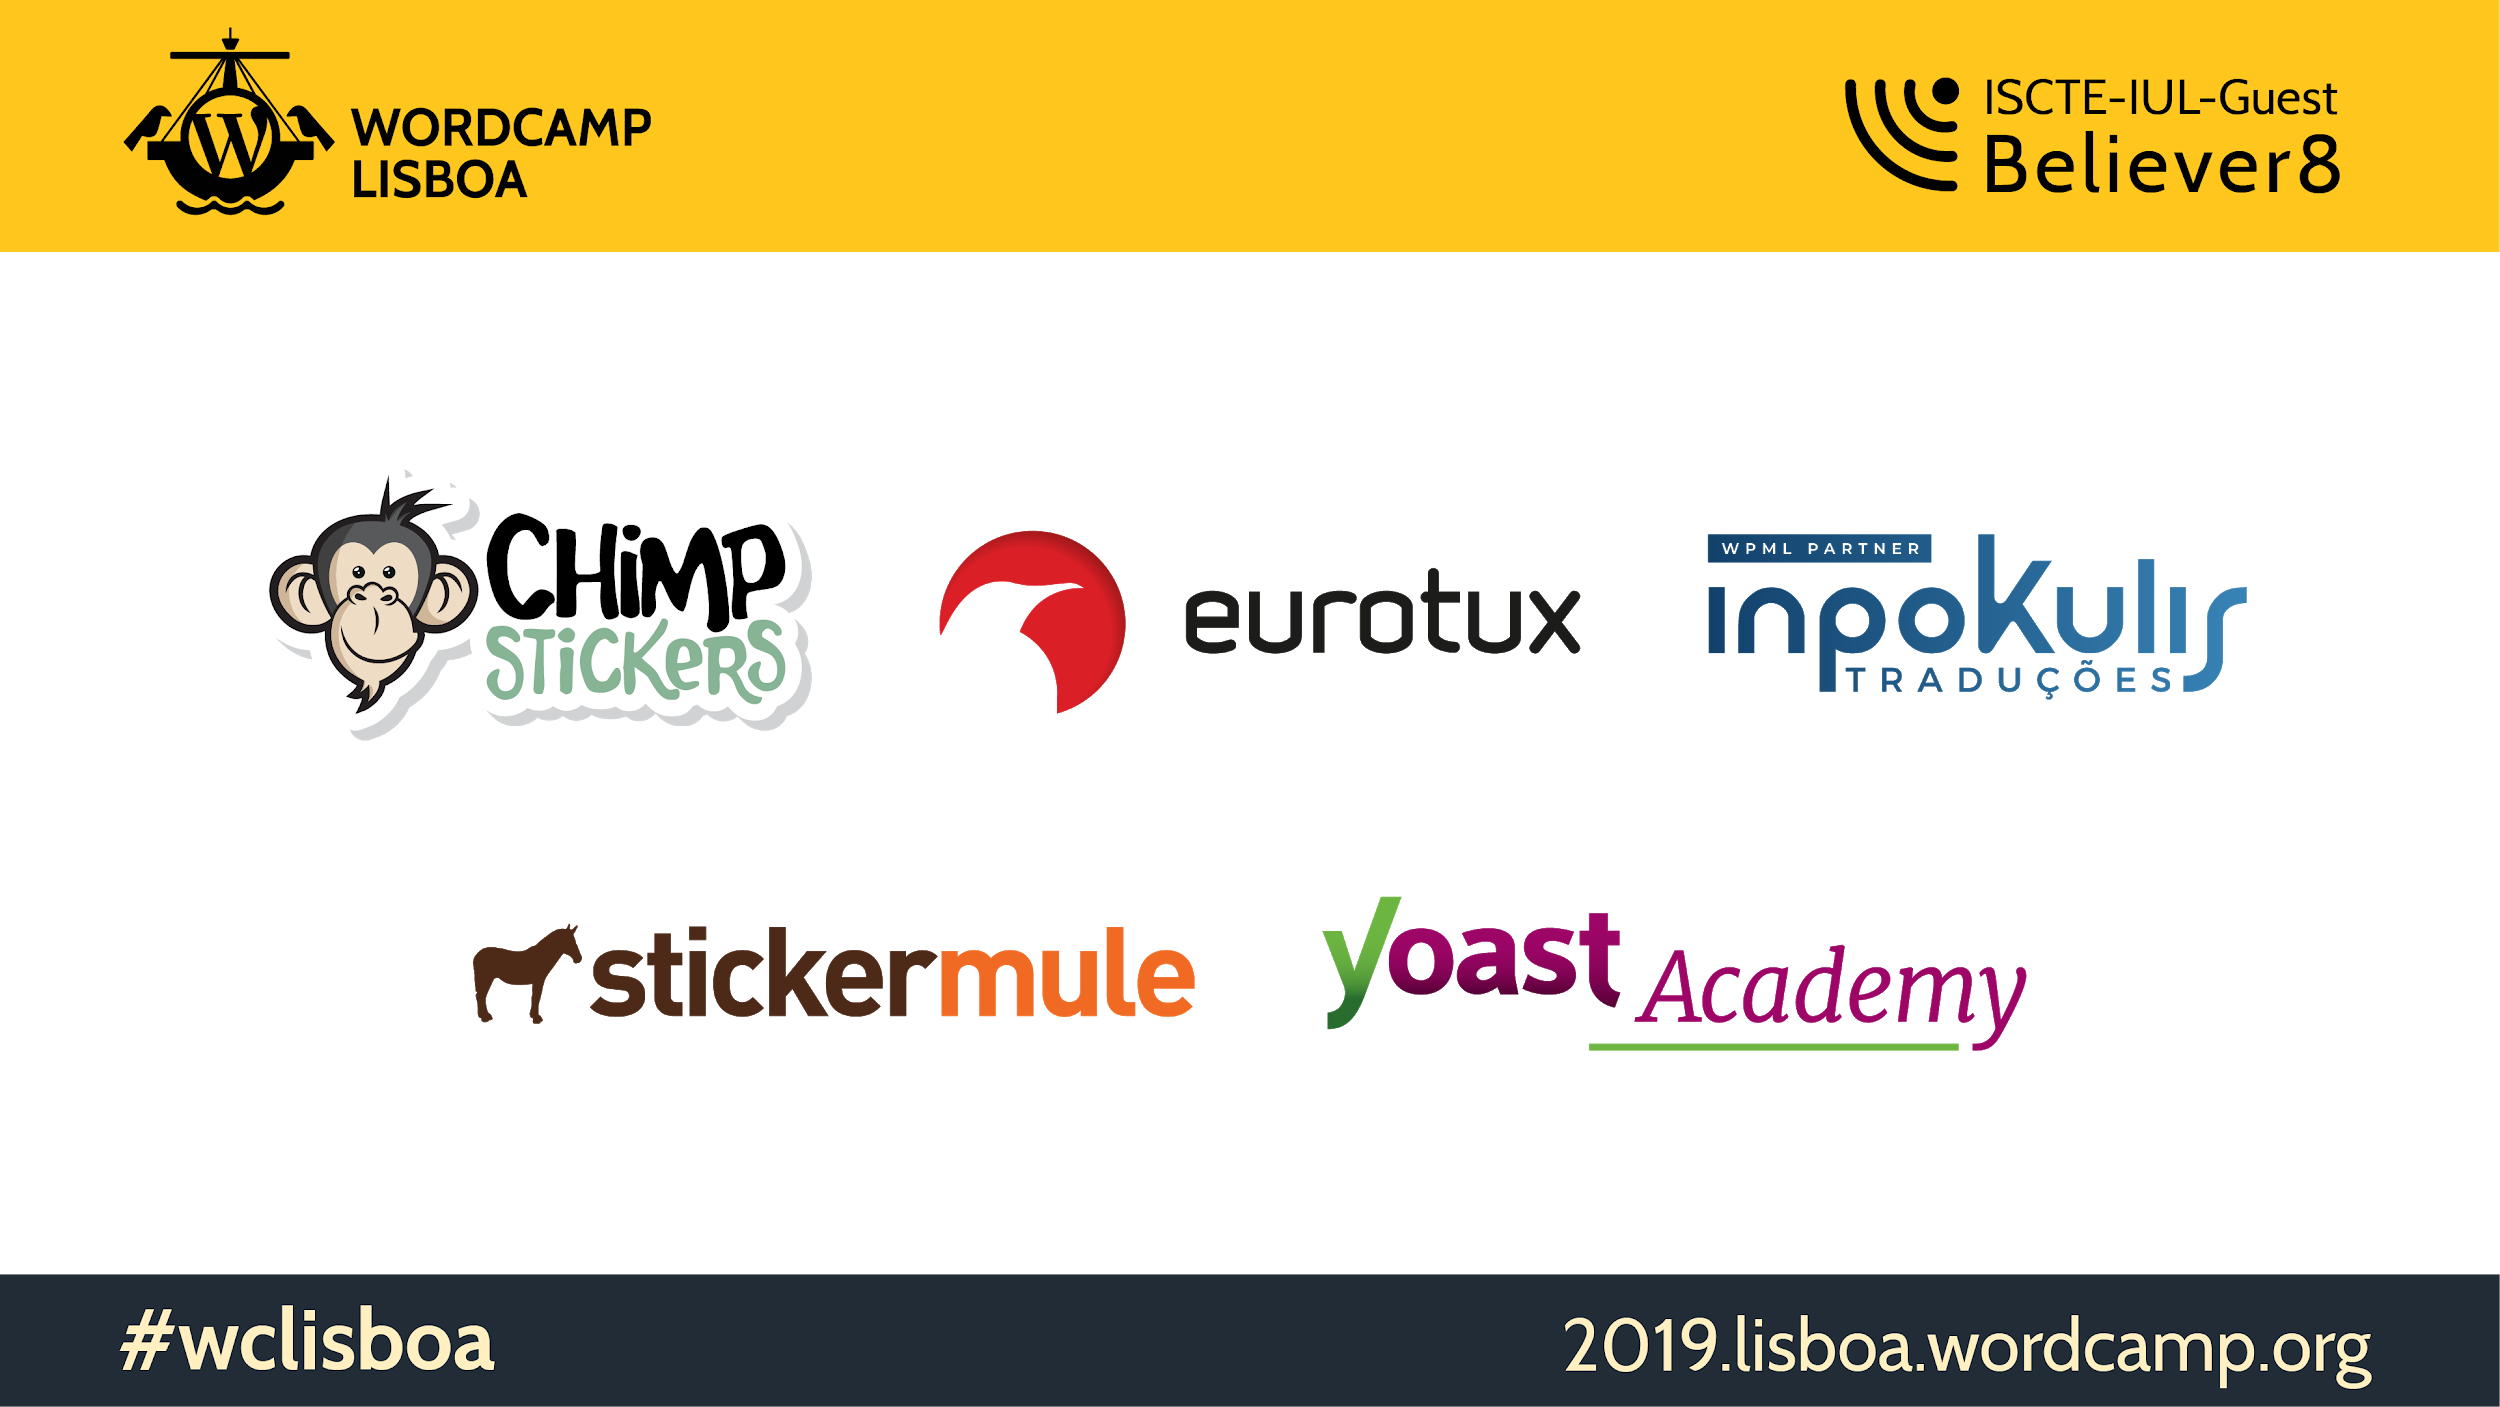 WORDCAMP
LISBOA
ISCTE-IUL-Guest
Believer8
CHiMP
STiCKERS
eurotux
WPML PARTNER
inpokulis
TRADUÇÕES
stickermule
yoast Academy
#wclisboa
2019.lisboa.wordcamp.org